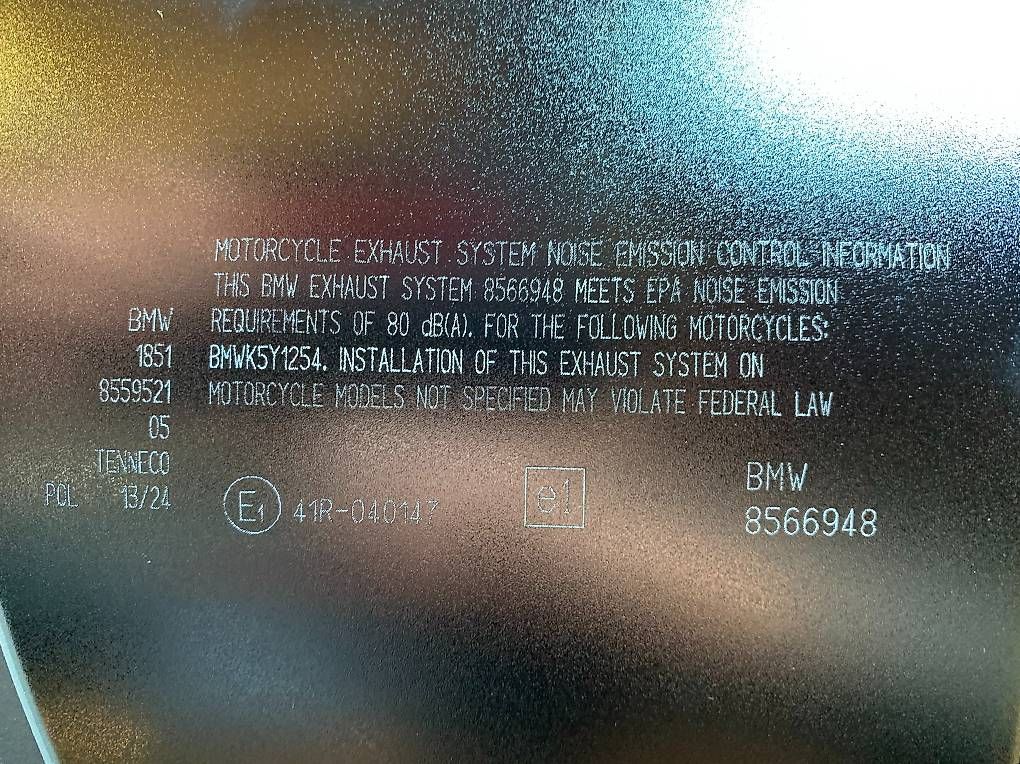 MOTORCYCLE EXHAUST SYSTEM NOISE EMISSION CONTROL INFORMATION
THIS BMW EXHAUST SYSTEM 8566948 MEETS EPA NOISE EMISSION
REQUIREMENTS OF 80 dB(A). FOR THE FOLLOWING MOTORCYCLES:
BMWK5Y1254. INSTALLATION OF THIS EXHAUST SYSTEM ON
MOTORCYCLE MODELS NOT SPECIFIED MAY VIOLATE FEDERAL LAW
BMW
1851
8559521
05
TENNECO
POL 13/24
E1 41R-040147
e1
BMW
8566948